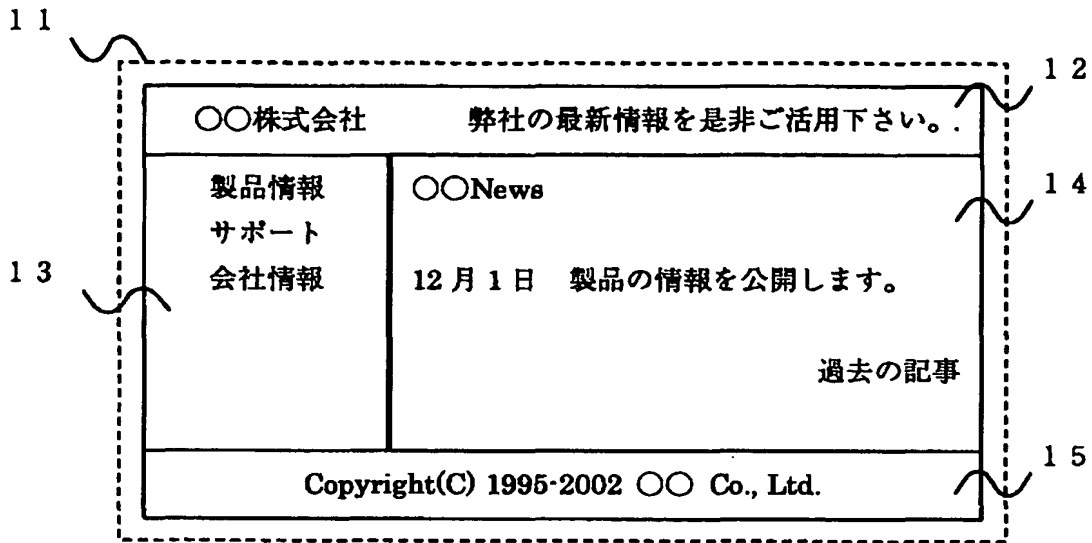 １１
１２
○○株式会社　弊社の最新情報を是非ご活用下さい。.
製品情報
サポート
会社情報
１３
○○News
１４
12月1日　製品の情報を公開します。
過去の記事
Copyright(C) 1995-2002 ○○ Co., Ltd.
１５